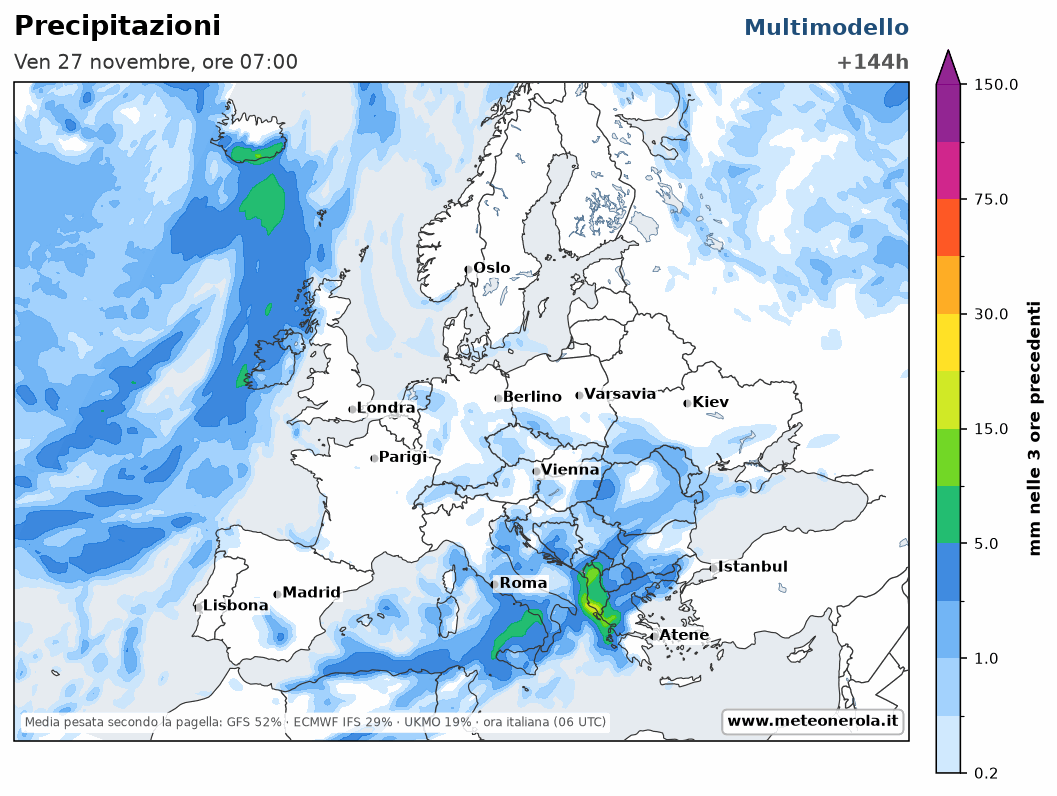 Precipitazioni
Multimodello
Ven 27 novembre, ore 07:00
+144h
150.0
75.0
30.0
15.0
5.0
1.0
0.2
mm nelle 3 ore precedenti
Oslo
Berlino
Varsavia
Kiev
Londra
Parigi
Vienna
Istanbul
Roma
Madrid
Lisbona
Atene
Media pesata secondo la pagella: GFS 52% · ECMWF IFS 29% · UKMO 19% · ora italiana (06 UTC)
www.meteonerola.it